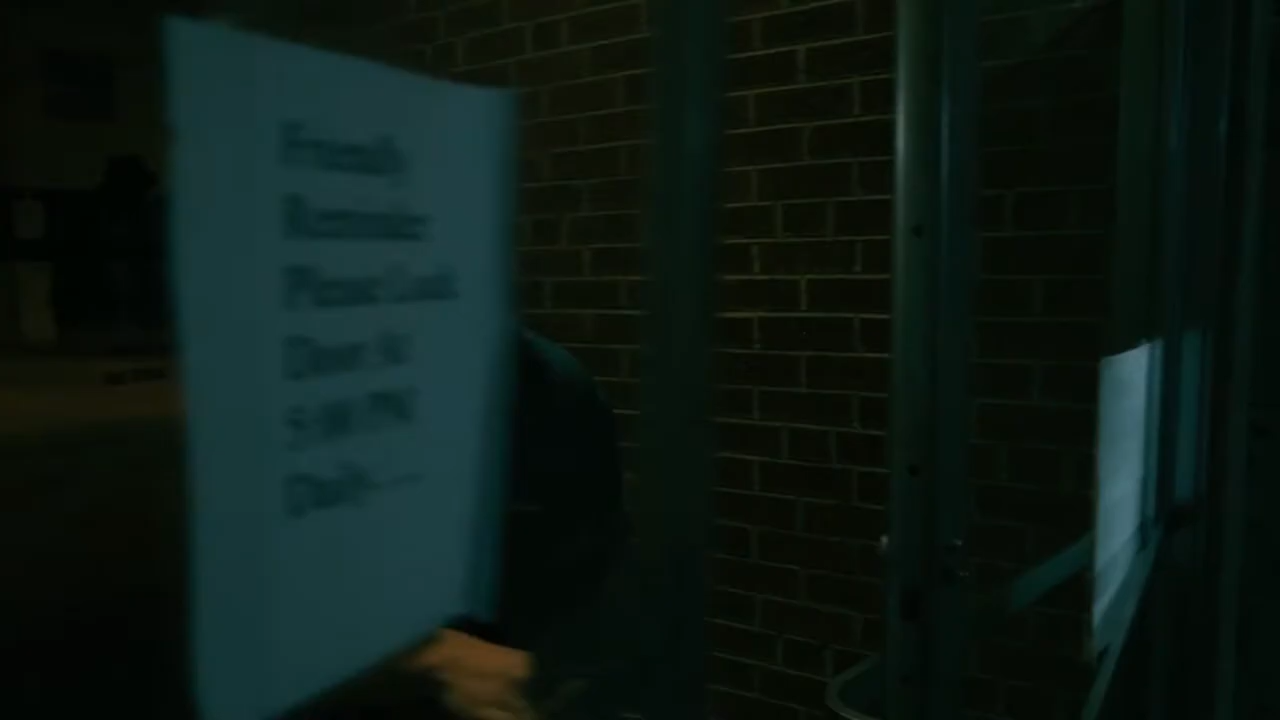 Friendly
Reminder
Please Lock
Door At
5:00 PM